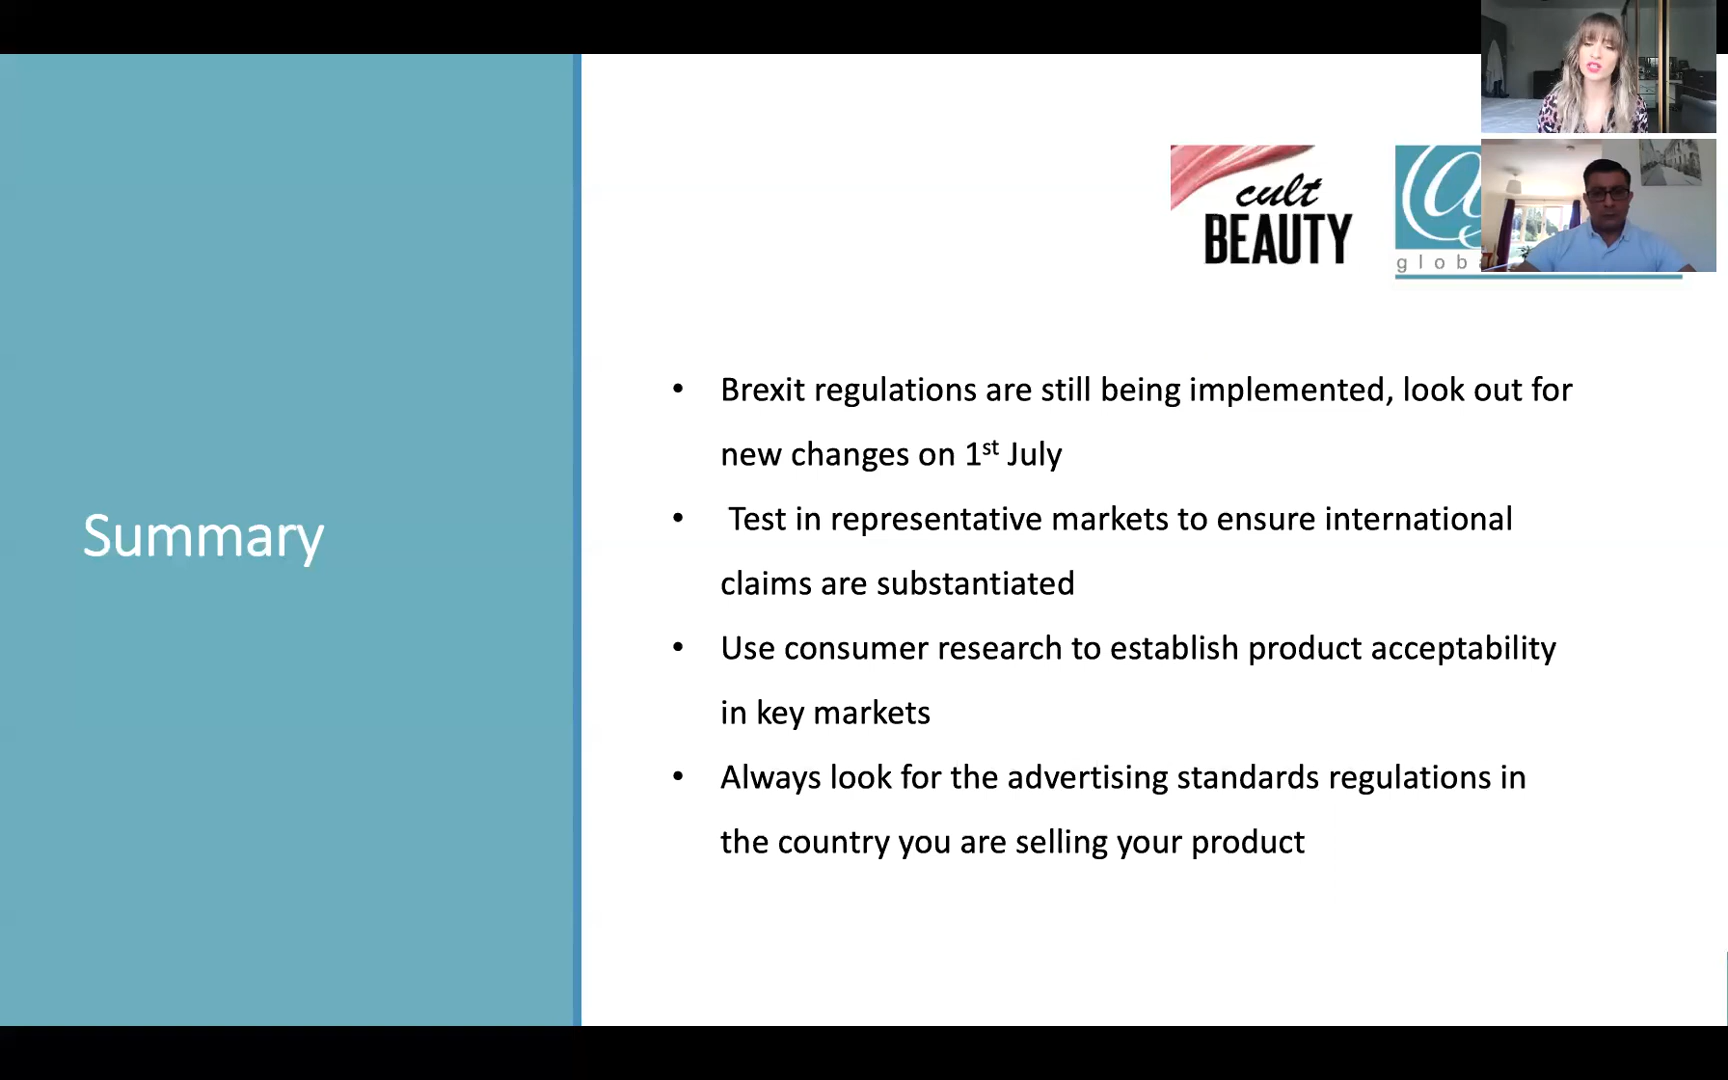 cult
BEAUTY
Brexit regulations are still being implemented, look out for
new changes on 1st July
Test in representative markets to ensure international
claims are substantiated
Summary
Use consumer research to establish product acceptability
in key markets
Always look for the advertising standards regulations in
the country you are selling your product